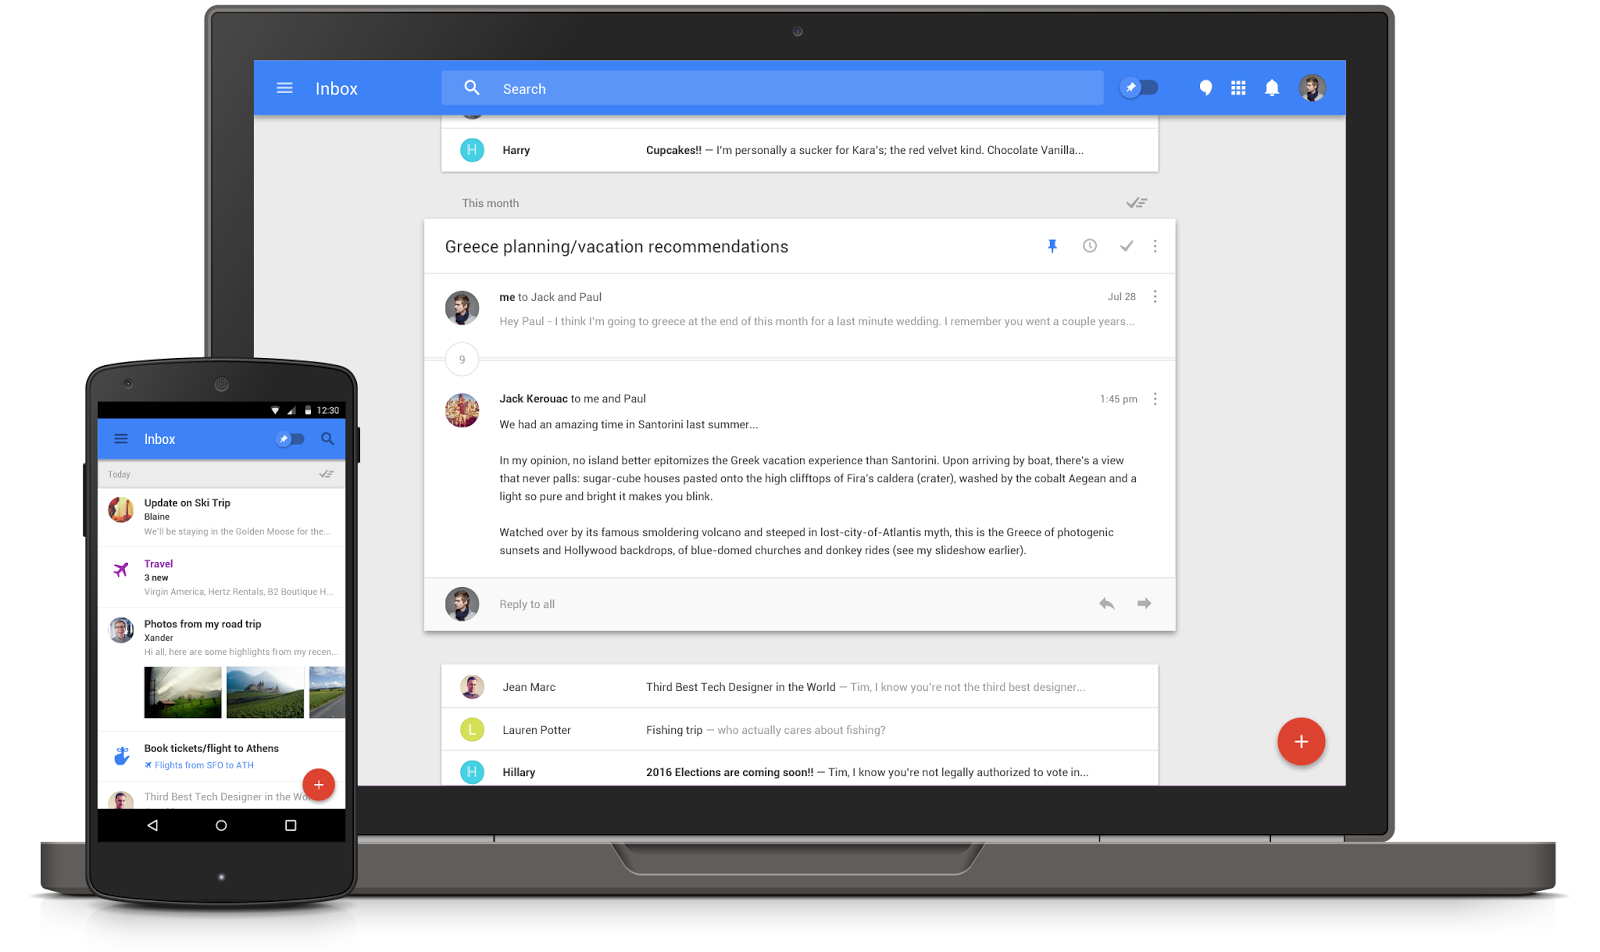 Inbox
Search
H Harry Cupcakes!! — I'm personally a sucker for Kara's; the red velvet kind. Chocolate Vanilla...
This month
Greece planning/vacation recommendations
me to Jack and Paul Jul 28
Hey Paul - I think I'm going to greece at the end of this month for a last minute wedding. I remember you went a couple years...
9
Jack Kerouac to me and Paul 1:45 pm
We had an amazing time in Santorini last summer...
In my opinion, no island better epitomizes the Greek vacation experience than Santorini. Upon arriving by boat, there's a view
that never palls: sugar-cube houses pasted onto the high clifftops of Fira's caldera (crater), washed by the cobalt Aegean and a
light so pure and bright it makes you blink.
Watched over by its famous smoldering volcano and steeped in lost-city-of-Atlantis myth, this is the Greece of photogenic
sunsets and Hollywood backdrops, of blue-domed churches and donkey rides (see my slideshow earlier).
Reply to all
Jean Marc Third Best Tech Designer in the World — Tim, I know you're not the third best designer...
L Lauren Potter Fishing trip — who actually cares about fishing?
H Hillary 2016 Elections are coming soon!! — Tim, I know you're not legally authorized to vote in...
12:30
Inbox
Today
Update on Ski Trip
Blaine
We'll be staying in the Golden Moose for the...
Travel
3 new
Virgin America, Hertz Rentals, B2 Boutique H...
Photos from my road trip
Xander
Hi all, here are some highlights from my recen...
Book tickets/flight to Athens
Flights from SFO to ATH
Third Best Tech Designer in the